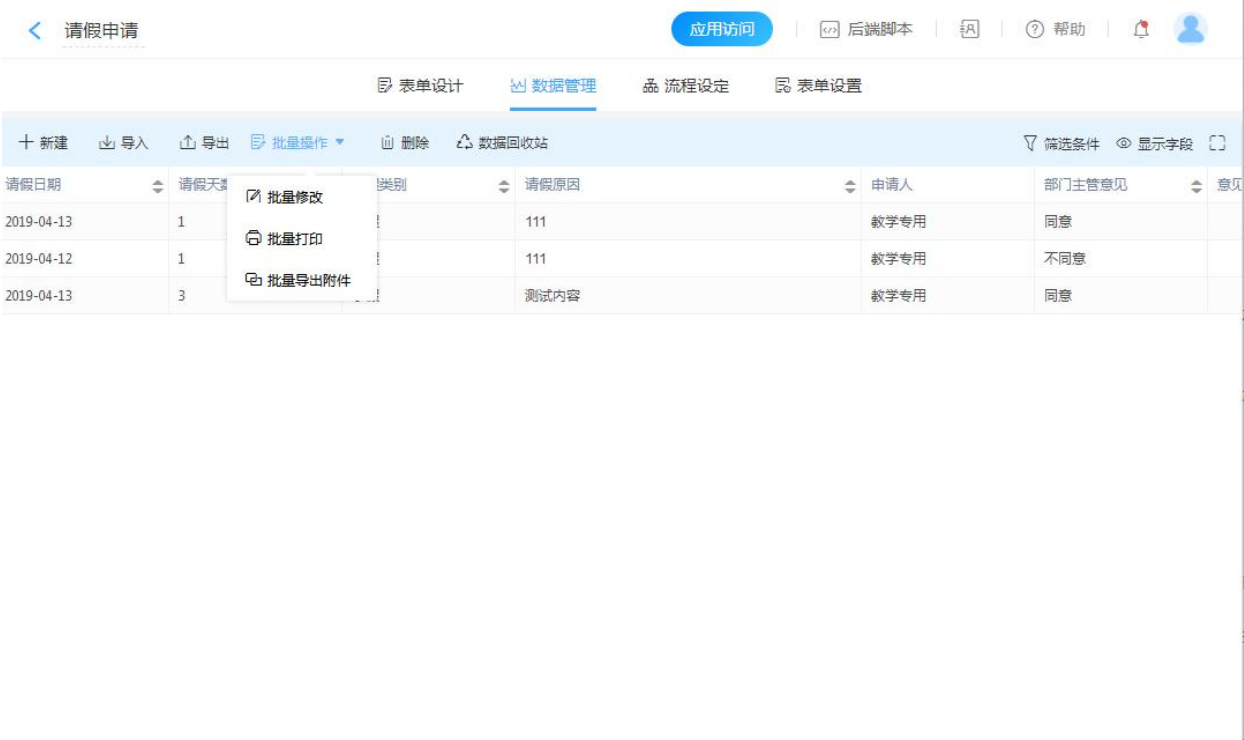 请假申请 应用访问 后端脚本 帮助
表单设计 数据管理 流程设定 表单设置
新建 导入 导出 批量操作 删除 数据回收站 筛选条件 显示字段
请假日期 请假天数 类别 请假原因 申请人 部门主管意见 意见
批量修改
2019-04-13 1 111 教学专用 同意
批量打印
2019-04-12 1 111 教学专用 不同意
批量导出附件
2019-04-13 3 测试内容 教学专用 同意